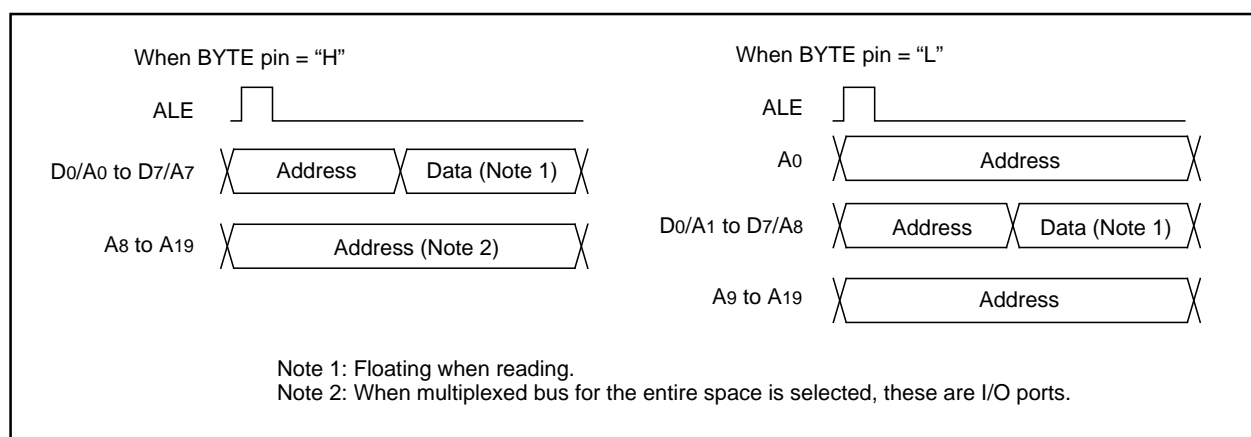 When BYTE pin = “H”
ALE
D0/A0 to D7/A7
Address
Data (Note 1)
A8 to A19
Address (Note 2)
When BYTE pin = “L”
ALE
A0
Address
D0/A1 to D7/A8
Address
Data (Note 1)
A9 to A19
Address
Note 1: Floating when reading.
Note 2: When multiplexed bus for the entire space is selected, these are I/O ports.